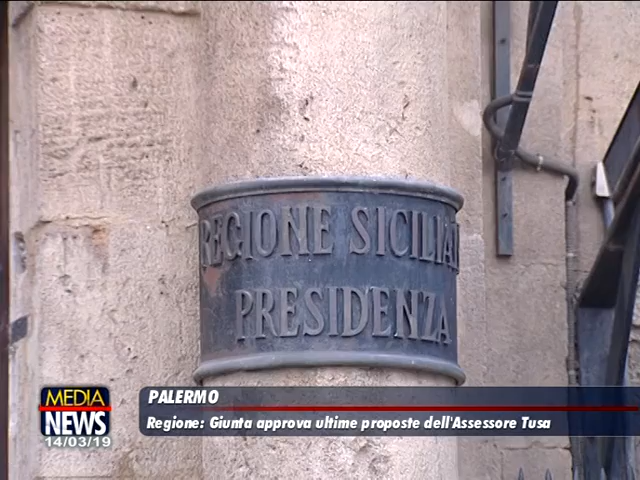 REGIONE SICILIA
PRESIDENZA
MEDIA
NEWS
14/03/19
PALERMO
Regione: Giunta approva ultime proposte dell'Assessore Tusa